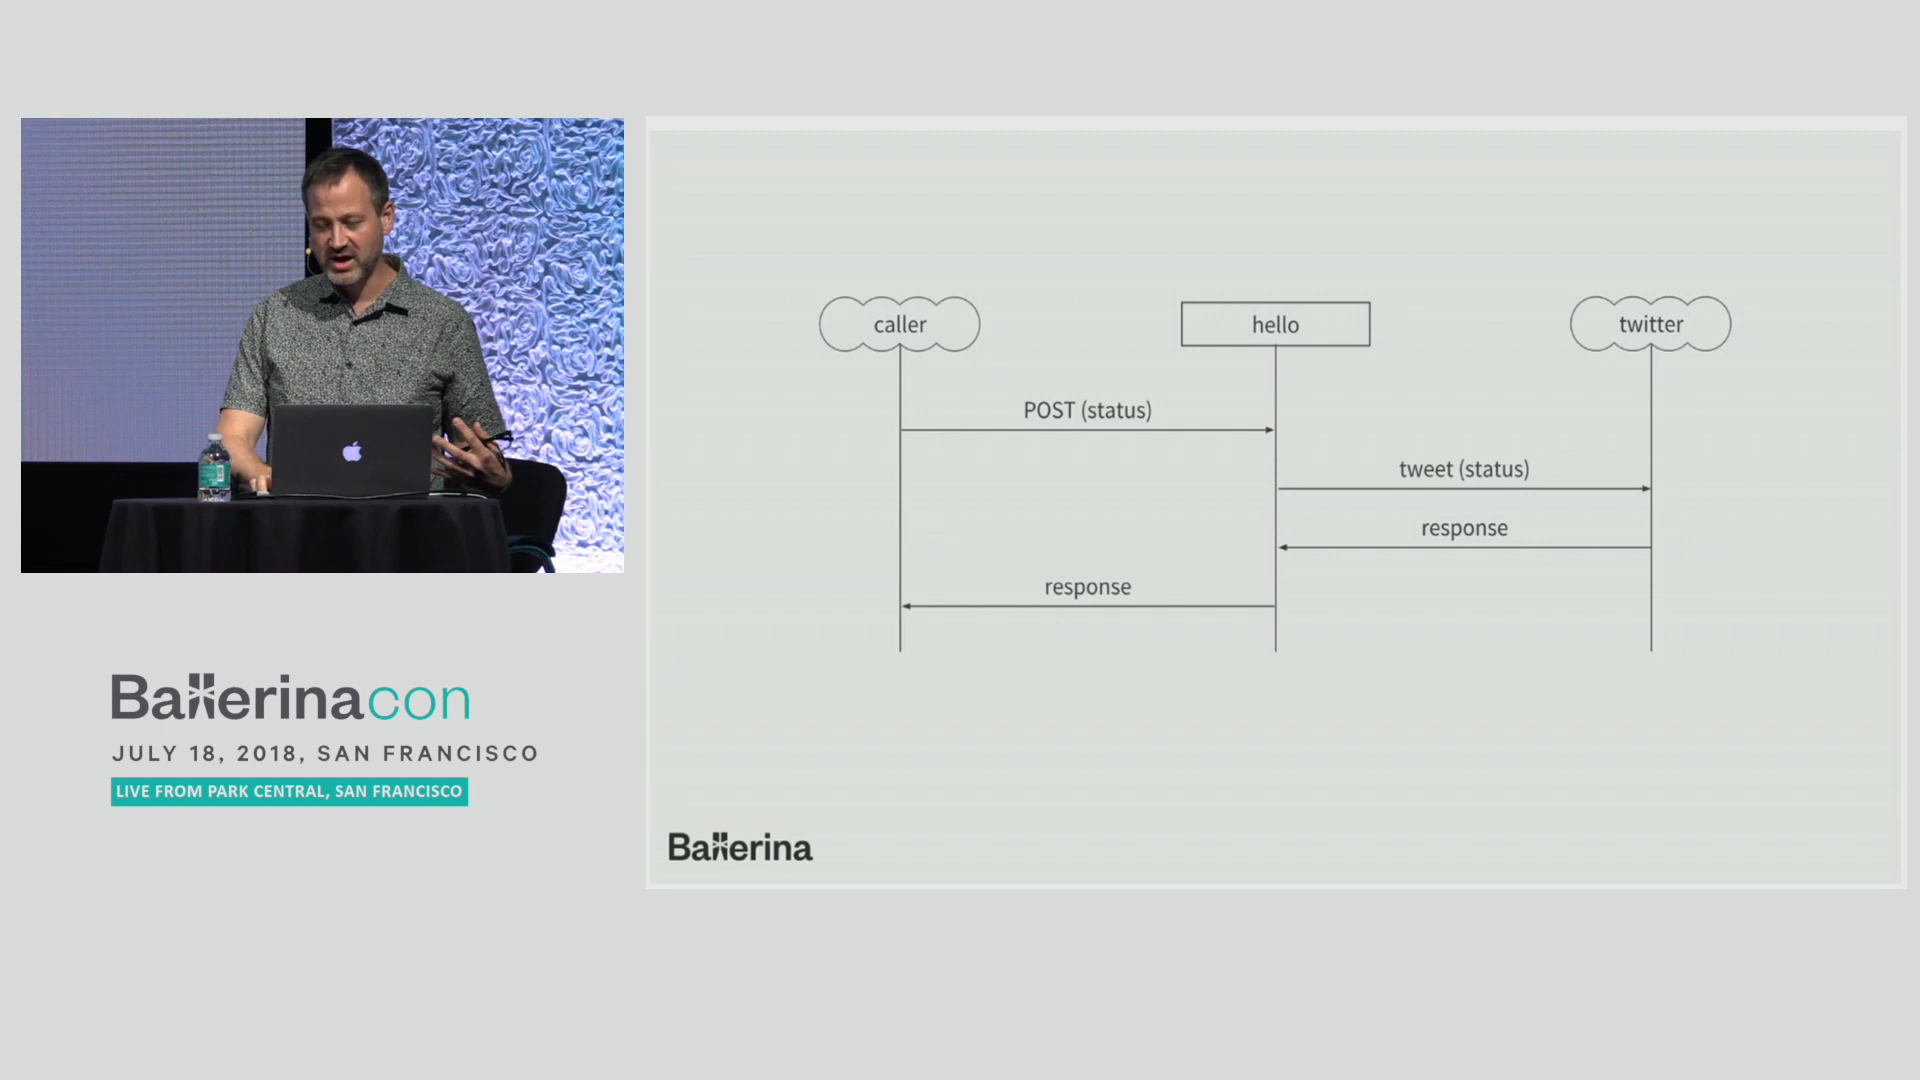 caller
hello
twitter
POST (status)
tweet (status)
response
response
Ballerinacon
JULY 18, 2018, SAN FRANCISCO
LIVE FROM PARK CENTRAL, SAN FRANCISCO
Ballerina